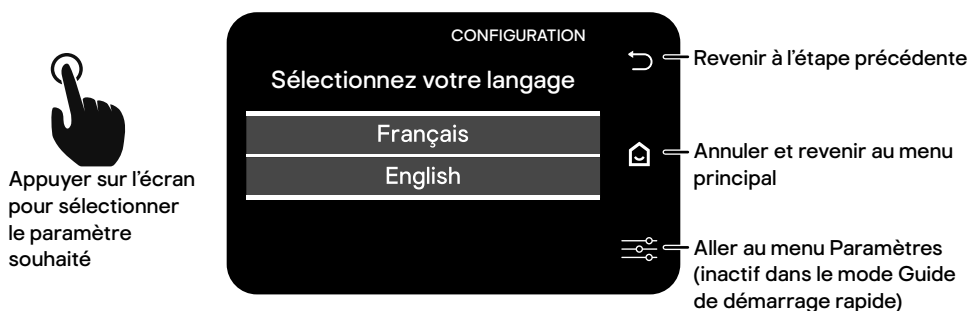 Appuyer sur l'écran
pour sélectionner
le paramètre
souhaité
CONFIGURATION
Sélectionnez votre langage
Français
English
Revenir à l'étape précédente
Annuler et revenir au menu
principal
Aller au menu Paramètres
(inactif dans le mode Guide
de démarrage rapide)